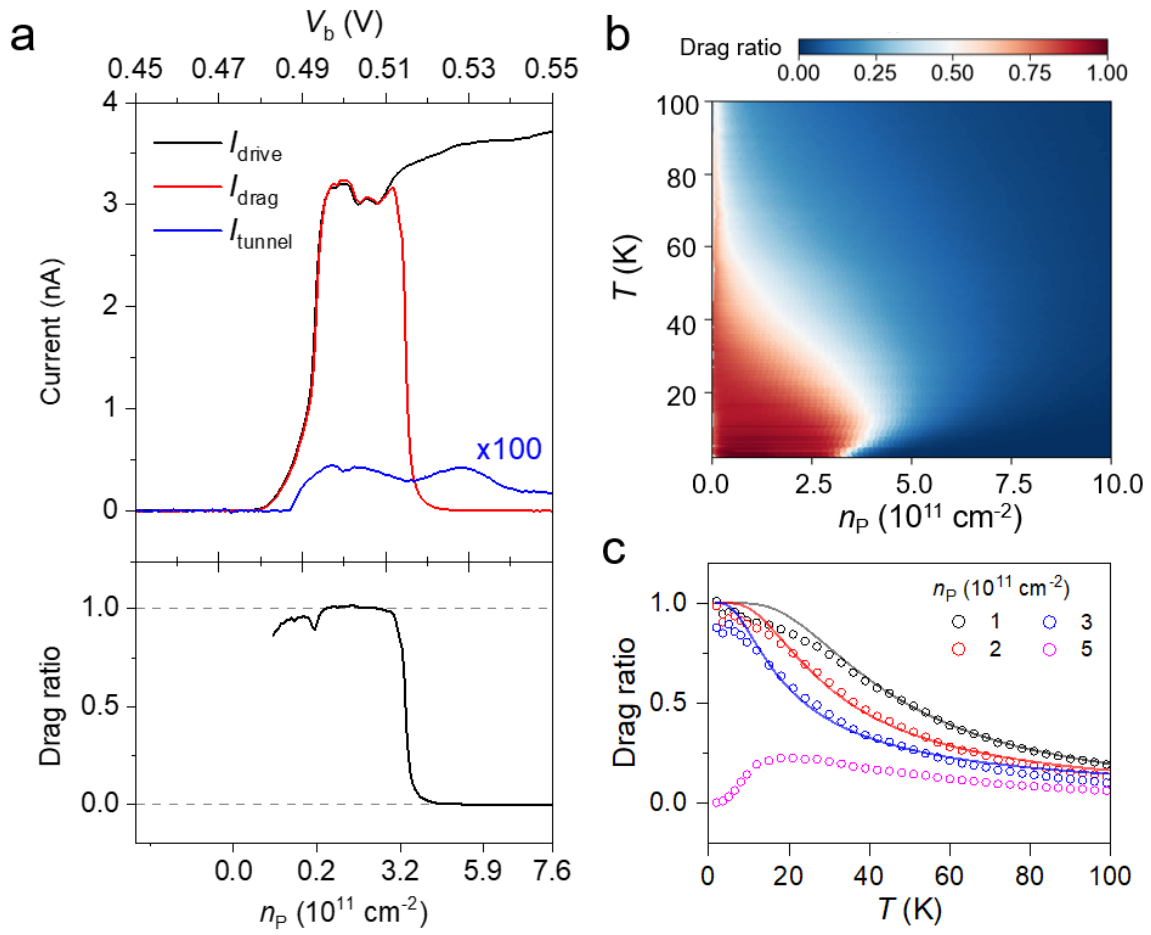 a
V_b (V)
0.45 0.47 0.49 0.51 0.53 0.55
4
3
2
1
0
Current (nA)
I_drive
I_drag
I_tunnel
x100
1.0
0.5
0.0
Drag ratio
0.0 0.2 3.2 5.9 7.6
n_P (10^11 cm^-2)
b
Drag ratio
0.00 0.25 0.50 0.75 1.00
100
80
60
40
20
T (K)
0.0 2.5 5.0 7.5 10.0
n_P (10^11 cm^-2)
c
n_P (10^11 cm^-2)
1 3
2 5
1.0
0.5
0.0
Drag ratio
0 20 40 60 80 100
T (K)